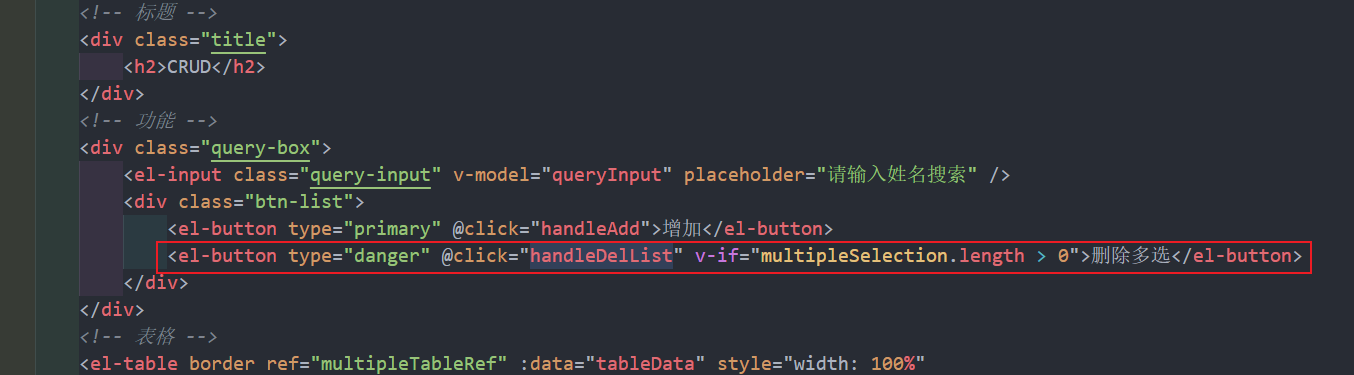 <!-- 标题 -->
<div class="title">
<h2>CRUD</h2>
</div>
<!-- 功能 -->
<div class="query-box">
<el-input class="query-input" v-model="queryInput" placeholder="请输入姓名搜索" />
<div class="btn-list">
<el-button type="primary" @click="handleAdd">增加</el-button>
<el-button type="danger" @click="handleDelList" v-if="multipleSelection.length > 0">删除多选</el-button>
</div>
</div>
<!-- 表格 -->
<el-table border ref="multipleTableRef" :data="tableData" style="width: 100%"